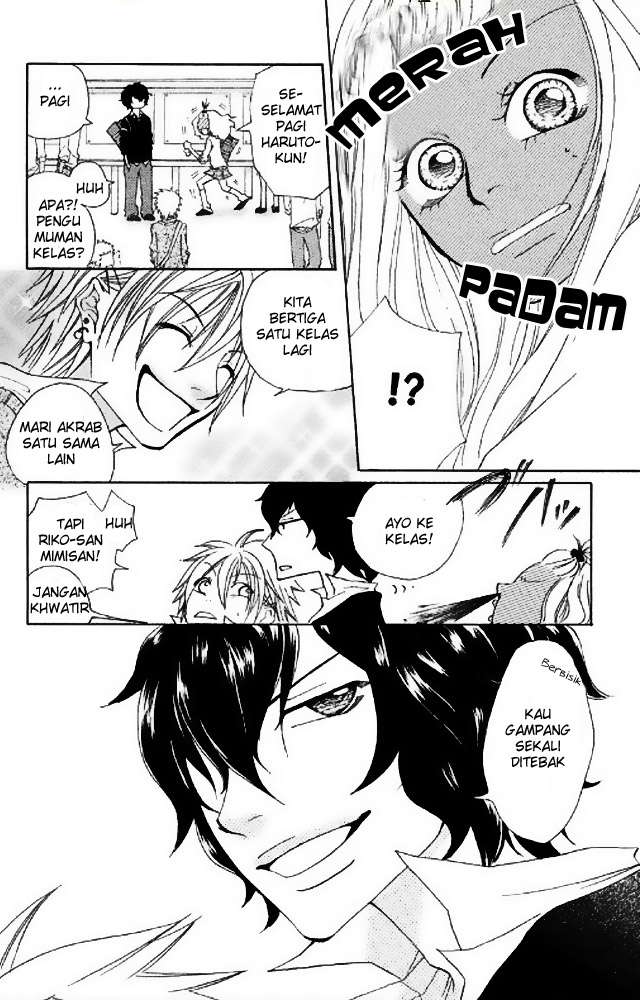 MERAH
PADAM
!?
SE-
SELAMAT
PAGI
HARUTO-
KUN!
...
PAGI
HUH
APA?!
PENGU
MUMAN
KELAS?
KITA
BERTIGA
SATU KELAS
LAGI
MARI AKRAB
SATU SAMA
LAIN
AYO KE
KELAS!
HUH
TAPI
RIKO-SAN
MIMISAN!
JANGAN
KHWATIR
Berbisik
KAU
GAMPANG
SEKALI
DITEBAK